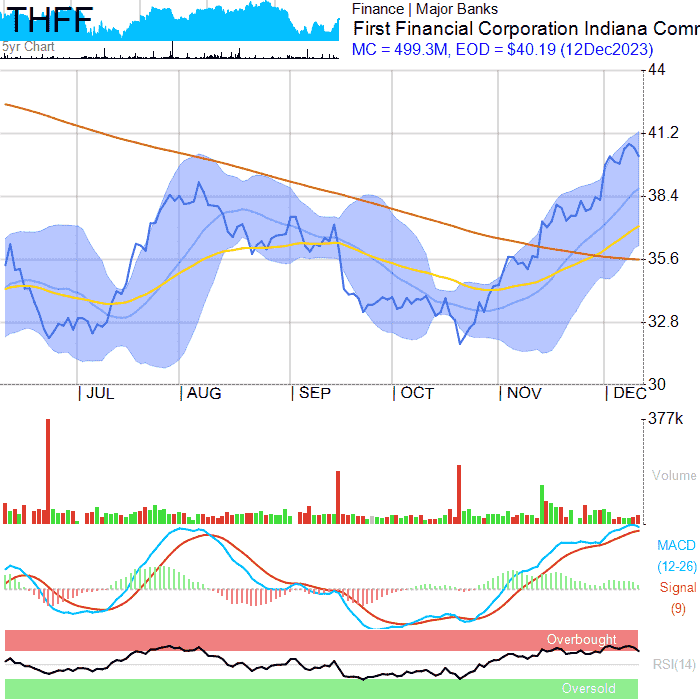 THFF
5yr Chart
Finance | Major Banks
First Financial Corporation Indiana Comm
MC = 499.3M, EOD = $40.19 (12Dec2023)
44
41.2
38.4
35.6
32.8
30
JUL
AUG
SEP
OCT
NOV
DEC
377k
Volume
MACD
(12-26)
Signal
(9)
Overbought
RSI(14)
Oversold